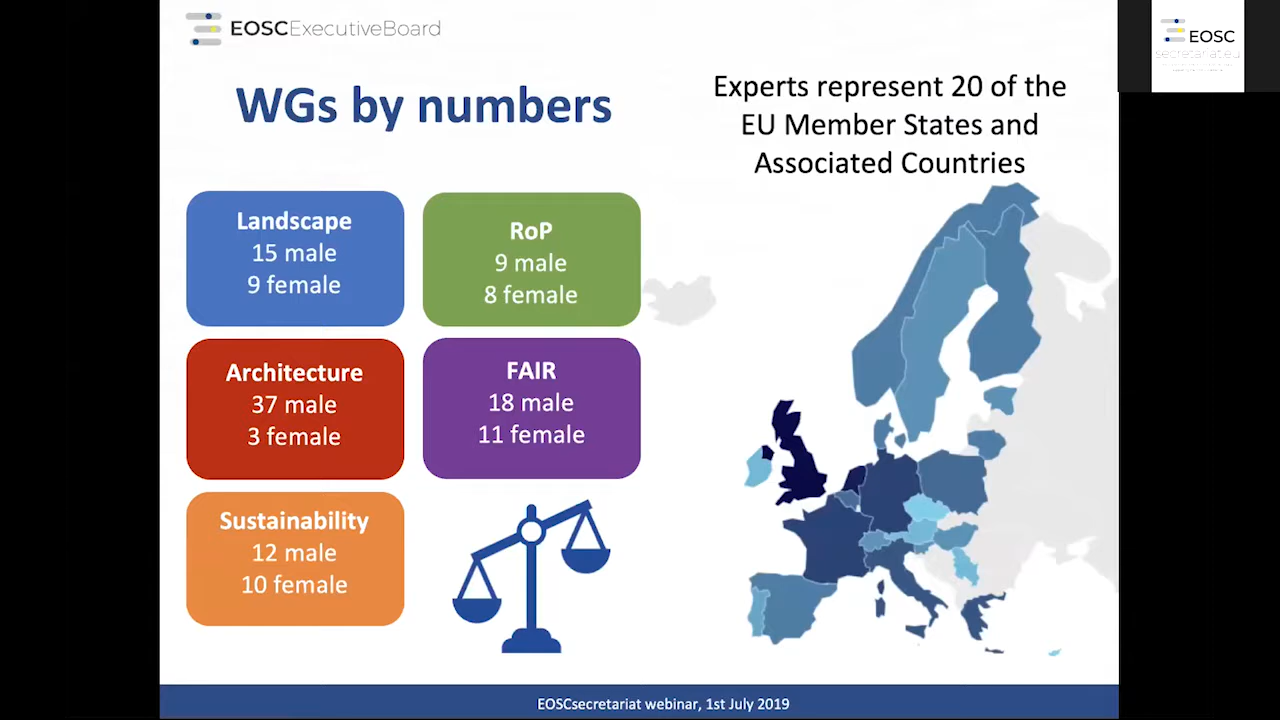 EOSCExecutiveBoard
EOSC
WGs by numbers
Experts represent 20 of the
EU Member States and
Associated Countries
Landscape
15 male
9 female
RoP
9 male
8 female
Architecture
37 male
3 female
FAIR
18 male
11 female
Sustainability
12 male
10 female
EOSCsecretariat webinar, 1st July 2019